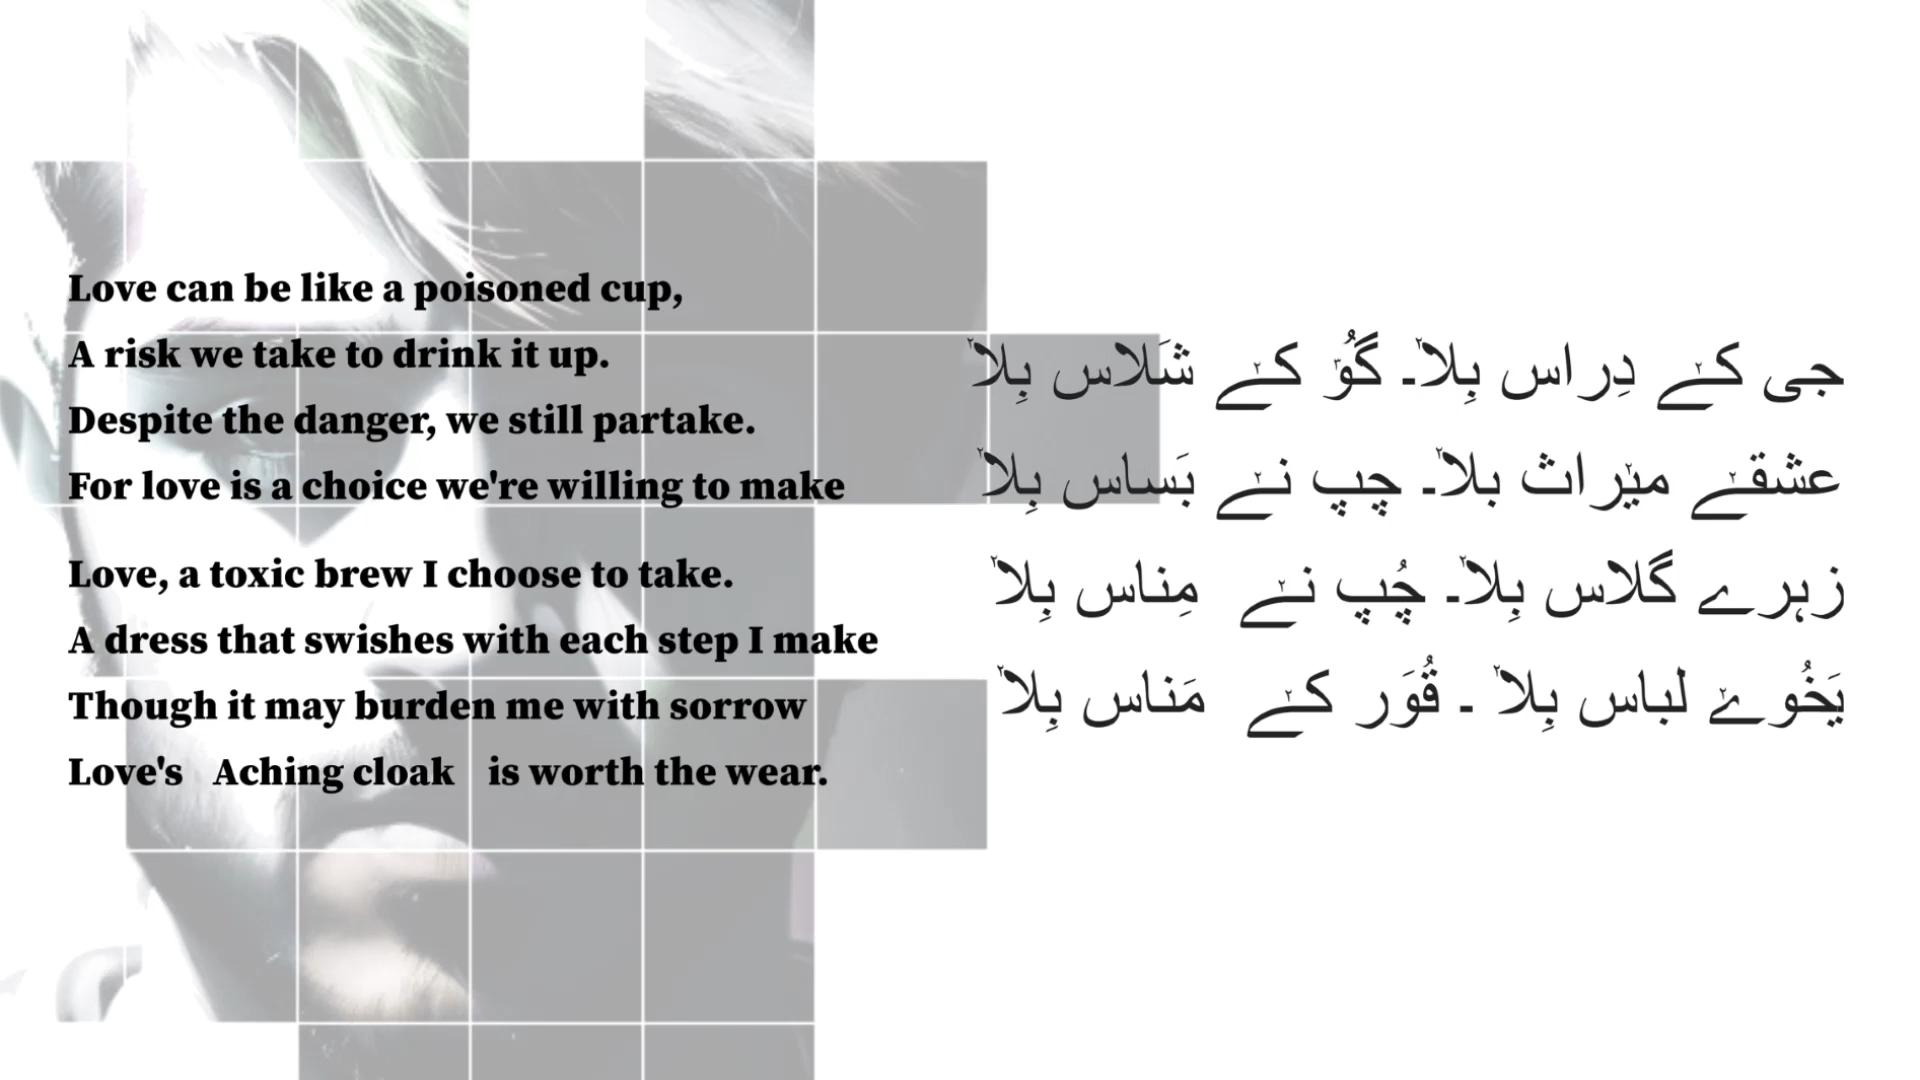 Love can be like a poisoned cup,
A risk we take to drink it up.
Despite the danger, we still partake.
For love is a choice we're willing to make
Love, a toxic brew I choose to take.
A dress that swishes with each step I make
Though it may burden me with sorrow
Love's Aching cloak is worth the wear.
جی کےٚ دِراس بِلاٚ۔ گوُٚ کےٚ شَلاس بِلاٚ
عشقےٚ میٚراث بلاٚ۔ چپ نےٚ بَساس بِلاٚ
زہرے گلاس بِلاٚ۔ چُپ نےٚ مِناس بِلاٚ
یَخُوےٚ لباس بِلاٚ ۔ قُوَر کےٚ مَناس بِلاٚ